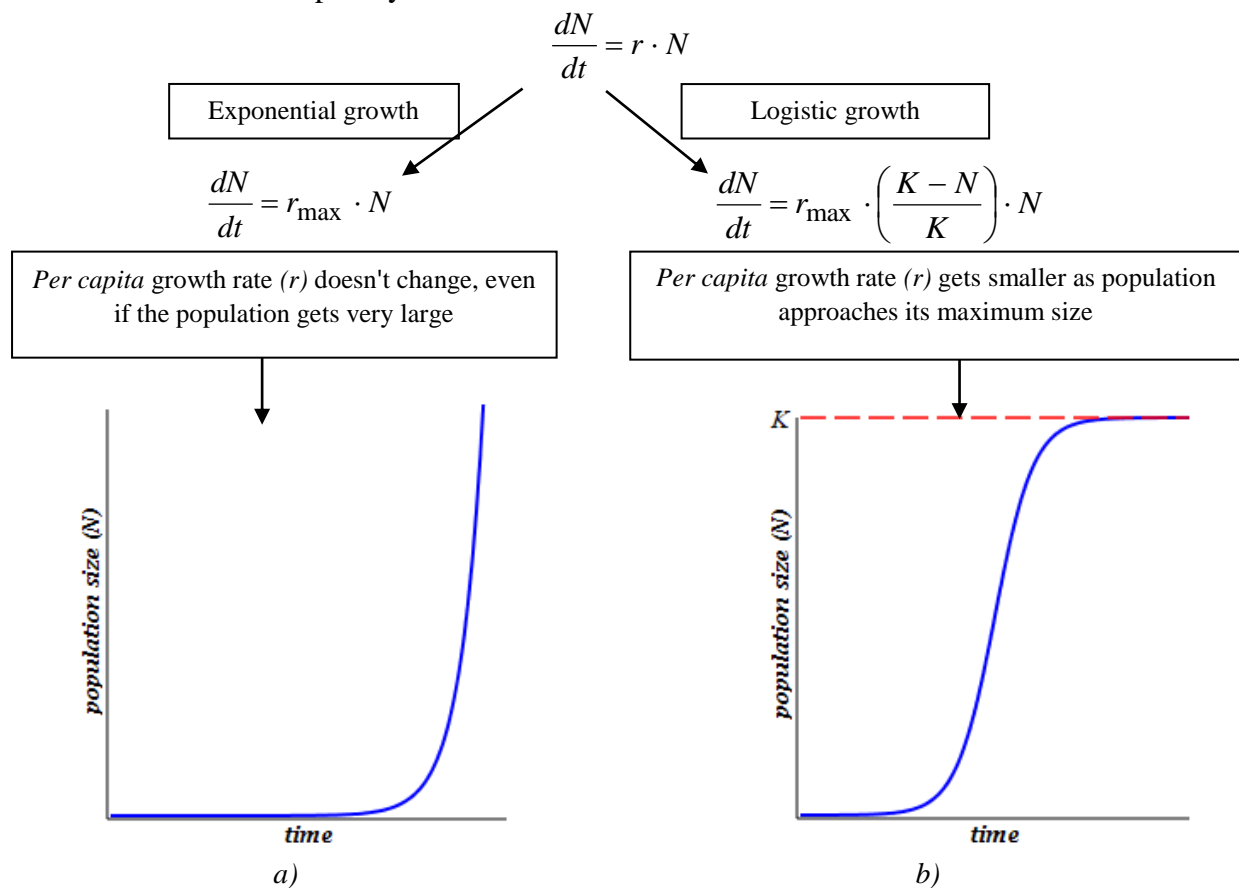 dN/dt = r · N
Exponential growth
Logistic growth
dN/dt = r_max · N
dN/dt = r_max · ((K − N)/K) · N
Per capita growth rate (r) doesn't change, even
if the population gets very large
Per capita growth rate (r) gets smaller as population
approaches its maximum size
population size (N)
time
a)
K
population size (N)
time
b)